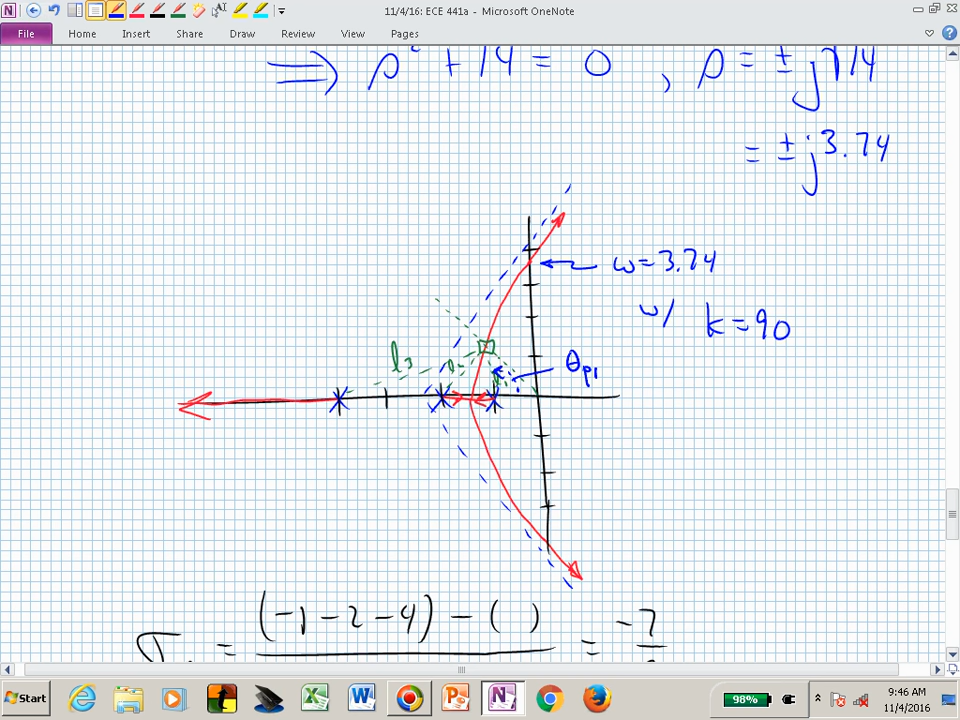 11/4/16: ECE 441a - Microsoft OneNote
File Home Insert Share Draw Review View Pages
⟹ s² + 14 = 0 , s = ± j√14
= ± j3.74
ω = 3.74
w/ k = 90
l3
θp1
(-1 - 2 - 4) - ( )
= = -7
Start
98%
9:46 AM
11/4/2016